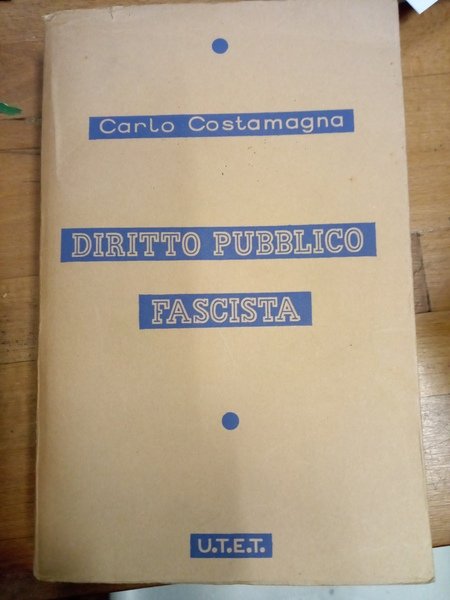 Carlo Costamagna
DIRITTO PUBBLICO
FASCISTA
U.T.E.T.